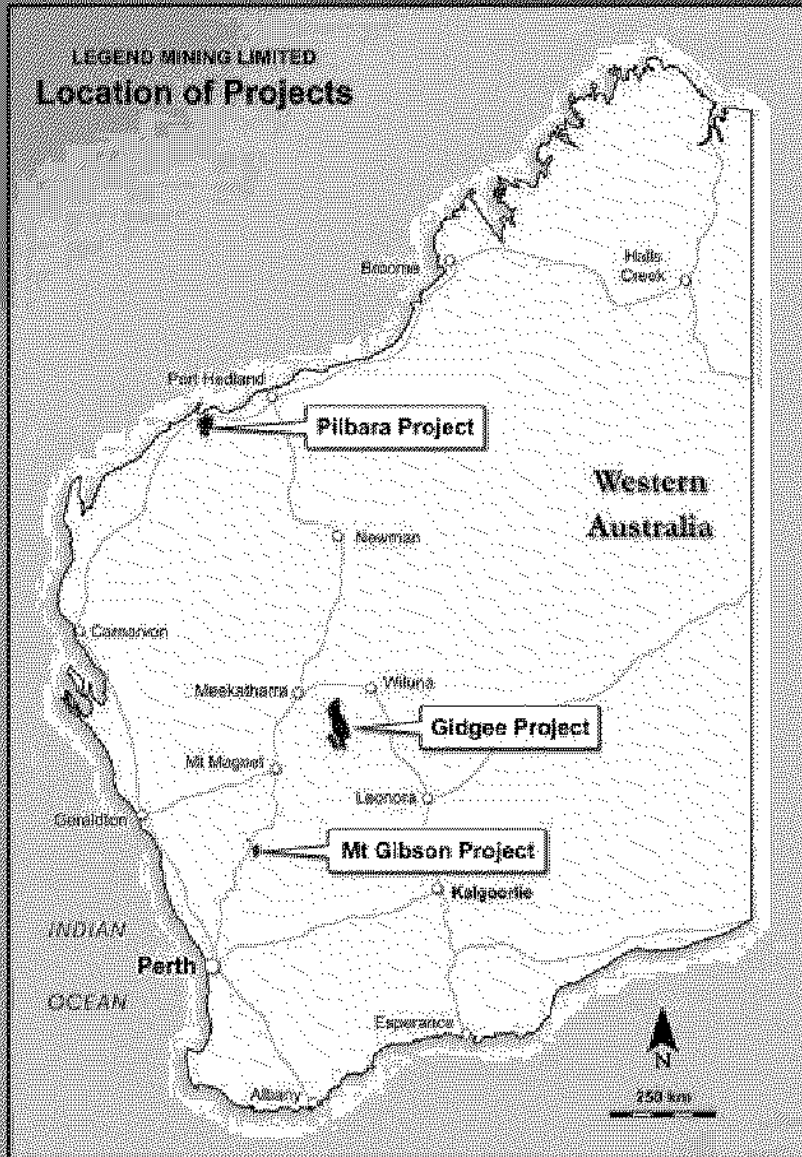 LEGEND MINING LIMITED
Location of Projects
Broome
Halls
Creek
Port Hedland
Pilbara Project
Western
Australia
Newman
Carnarvon
Meekatharra
Wiluna
Gidgee Project
Mt Magnet
Leonora
Geraldton
Mt Gibson Project
Kalgoorlie
INDIAN
Perth
OCEAN
Esperance
N
Albany
250 km